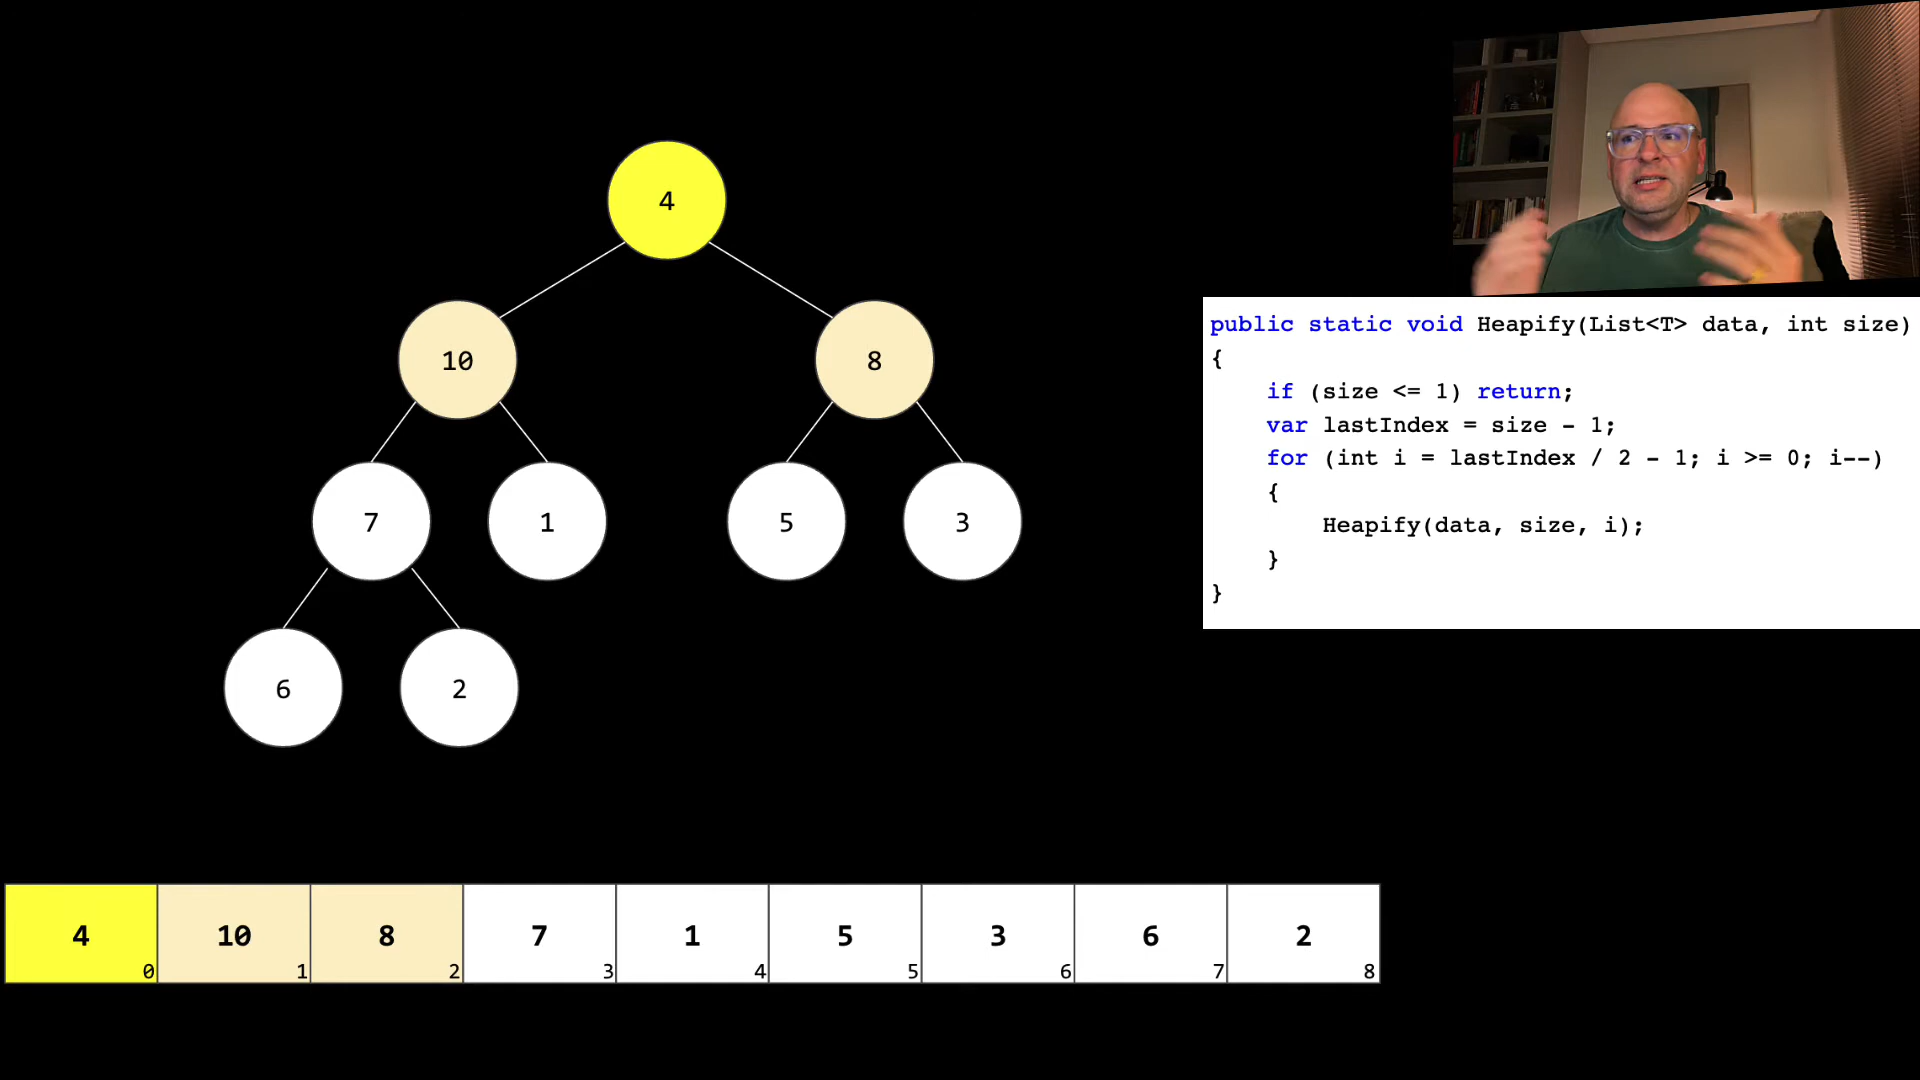 4
10 8
7 1 5 3
6 2
public static void Heapify(List<T> data, int size)
{
if (size <= 1) return;
var lastIndex = size - 1;
for (int i = lastIndex / 2 - 1; i >= 0; i--)
{
Heapify(data, size, i);
}
}
4 10 8 7 1 5 3 6 2
0 1 2 3 4 5 6 7 8